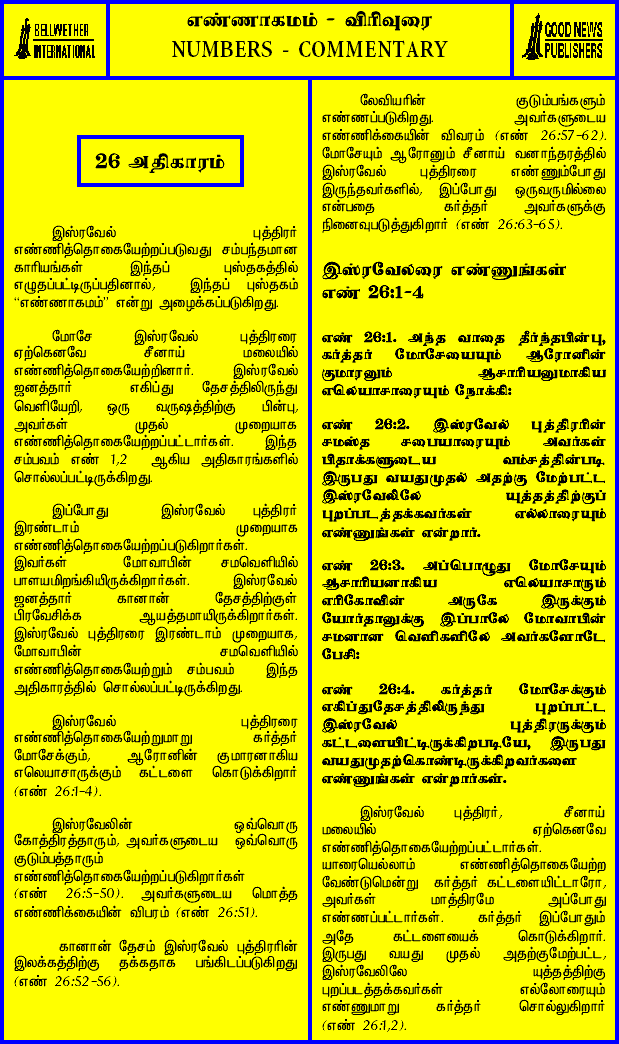 BELLWETHER
INTERNATIONAL
எண்ணாகமம் - விரிவுரை
NUMBERS - COMMENTARY
GOOD NEWS
PUBLISHERS
26 அதிகாரம்
இஸ்ரவேல் புத்திரர்
எண்ணித்தொகையேற்றப்படுவது சம்பந்தமான
காரியங்கள் இந்தப் புஸ்தகத்தில்
எழுதப்பட்டிருப்பதினால், இந்தப் புஸ்தகம்
“எண்ணாகமம்” என்று அழைக்கப்படுகிறது.
மோசே இஸ்ரவேல் புத்திரரை
ஏற்கெனவே சீனாய் மலையில்
எண்ணித்தொகையேற்றினார். இஸ்ரவேல்
ஜனத்தார் எகிப்து தேசத்திலிருந்து
வெளியேறி, ஒரு வருஷத்திற்கு பின்பு,
அவர்கள் முதல் முறையாக
எண்ணித்தொகையேற்றப்பட்டார்கள். இந்த
சம்பவம் எண் 1,2 ஆகிய அதிகாரங்களில்
சொல்லப்பட்டிருக்கிறது.
இப்போது இஸ்ரவேல் புத்திரர்
இரண்டாம் முறையாக
எண்ணித்தொகையேற்றப்படுகிறார்கள்.
இவர்கள் மோவாபின் சமவெளியில்
பாளயமிறங்கியிருக்கிறார்கள். இஸ்ரவேல்
ஜனத்தார் கானான் தேசத்திற்குள்
பிரவேசிக்க ஆயத்தமாயிருக்கிறார்கள்.
இஸ்ரவேல் புத்திரரை இரண்டாம் முறையாக,
மோவாபின் சமவெளியில்
எண்ணித்தொகையேற்றும் சம்பவம் இந்த
அதிகாரத்தில் சொல்லப்பட்டிருக்கிறது.
இஸ்ரவேல் புத்திரரை
எண்ணித்தொகையேற்றுமாறு கர்த்தர்
மோசேக்கும், ஆரோனின் குமாரனாகிய
எலெயாசாருக்கும் கட்டளை கொடுக்கிறார்
(எண் 26:1-4).
இஸ்ரவேலின் ஒவ்வொரு
கோத்திரத்தாரும், அவர்களுடைய ஒவ்வொரு
குடும்பத்தாரும்
எண்ணித்தொகையேற்றப்படுகிறார்கள்
(எண் 26:5-50). அவர்களுடைய மொத்த
எண்ணிக்கையின் விபரம் (எண் 26:51).
கானான் தேசம் இஸ்ரவேல் புத்திரரின்
இலக்கத்திற்கு தக்கதாக பங்கிடப்படுகிறது
(எண் 26:52-56).
லேவியரின் குடும்பங்களும்
எண்ணப்படுகிறது. அவர்களுடைய
எண்ணிக்கையின் விவரம் (எண் 26:57-62).
மோசேயும் ஆரோனும் சீனாய் வனாந்தரத்தில்
இஸ்ரவேல் புத்திரரை எண்ணும்போது
இருந்தவர்களில், இப்போது ஒருவருமில்லை
என்பதை கர்த்தர் அவர்களுக்கு
நினைவுபடுத்துகிறார் (எண் 26:63-65).
இஸ்ரவேலரை எண்ணுங்கள்
எண் 26:1-4
எண் 26:1. அந்த வாதை தீர்ந்தபின்பு,
கர்த்தர் மோசேயையும் ஆரோனின்
குமாரனும் ஆசாரியனுமாகிய
எலெயாசாரையும் நோக்கி:
எண் 26:2. இஸ்ரவேல் புத்திரரின்
சமஸ்த சபையாரையும் அவர்கள்
பிதாக்களுடைய வம்சத்தின்படி
இருபது வயதுமுதல் அதற்கு மேற்பட்ட
இஸ்ரவேலிலே யுத்தத்திற்குப்
புறப்படத்தக்கவர்கள் எல்லாரையும்
எண்ணுங்கள் என்றார்.
எண் 26:3. அப்பொழுது மோசேயும்
ஆசாரியனாகிய எலெயாசாரும்
எரிகோவின் அருகே இருக்கும்
யோர்தானுக்கு இப்பாலே மோவாபின்
சமனான வெளிகளிலே அவர்களோடே
பேசி:
எண் 26:4. கர்த்தர் மோசேக்கும்
எகிப்துதேசத்திலிருந்து புறப்பட்ட
இஸ்ரவேல் புத்திரருக்கும்
கட்டளையிட்டிருக்கிறபடியே, இருபது
வயதுமுதற்கொண்டிருக்கிறவர்களை
எண்ணுங்கள் என்றார்கள்.
இஸ்ரவேல் புத்திரர், சீனாய்
மலையில் ஏற்கெனவே
எண்ணித்தொகையேற்றப்பட்டார்கள்.
யாரையெல்லாம் எண்ணித்தொகையேற்ற
வேண்டுமென்று கர்த்தர் கட்டளையிட்டாரோ,
அவர்கள் மாத்திரமே அப்போது
எண்ணப்பட்டார்கள். கர்த்தர் இப்போதும்
அதே கட்டளையைக் கொடுக்கிறார்.
இருபது வயது முதல் அதற்குமேற்பட்ட,
இஸ்ரவேலிலே யுத்தத்திற்கு
புறப்படத்தக்கவர்கள் எல்லோரையும்
எண்ணுமாறு கர்த்தர் சொல்லுகிறார்
(எண் 26:1,2).